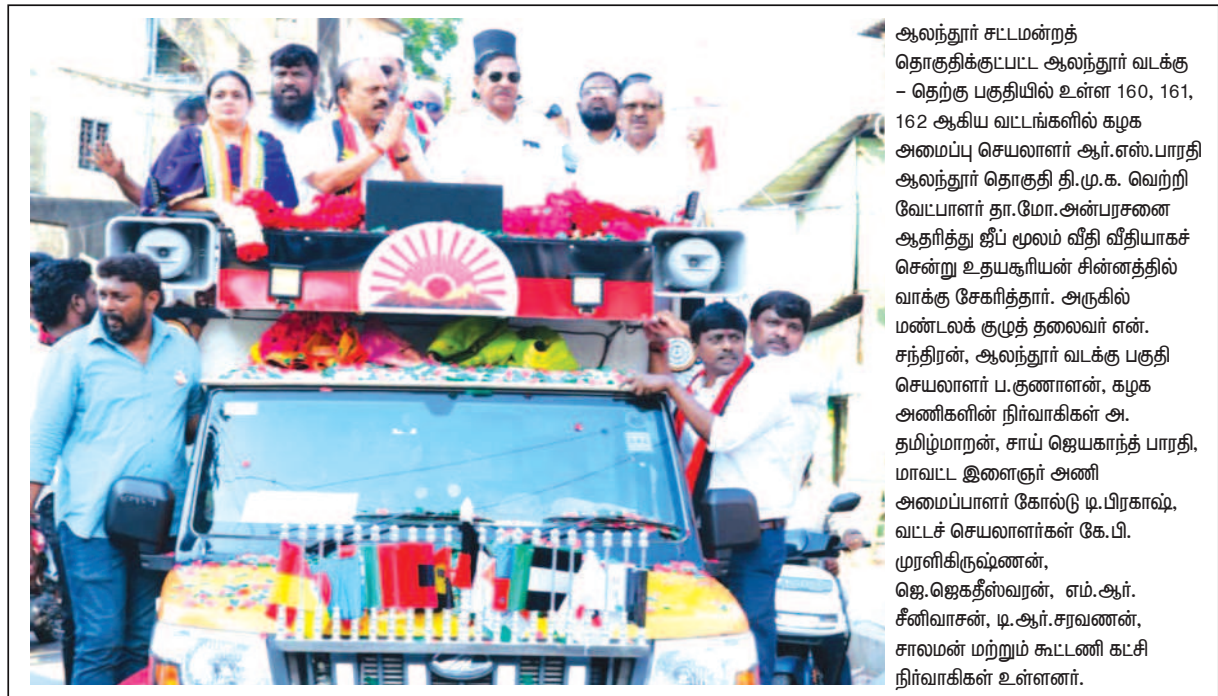 ஆலந்தூர் சட்டமன்றத்
தொகுதிக்குட்பட்ட ஆலந்தூர் வடக்கு
– தெற்கு பகுதியில் உள்ள 160, 161,
162 ஆகிய வட்டங்களில் கழக
அமைப்பு செயலாளர் ஆர்.எஸ்.பாரதி
ஆலந்தூர் தொகுதி தி.மு.க. வெற்றி
வேட்பாளர் தா.மோ.அன்பரசனை
ஆதரித்து ஜீப் மூலம் வீதி வீதியாகச்
சென்று உதயசூரியன் சின்னத்தில்
வாக்கு சேகரித்தார். அருகில்
மண்டலக் குழுத் தலைவர் என்.
சந்திரன், ஆலந்தூர் வடக்கு பகுதி
செயலாளர் ப.குணாளன், கழக
அணிகளின் நிர்வாகிகள் அ.
தமிழ்மாறன், சாய் ஜெயகாந்த் பாரதி,
மாவட்ட இளைஞர் அணி
அமைப்பாளர் கோல்டு டி.பிரகாஷ்,
வட்டச் செயலாளர்கள் கே.பி.
முரளிகிருஷ்ணன்,
ஜெ.ஜெகதீஸ்வரன், எம்.ஆர்.
சீனிவாசன், டி.ஆர்.சரவணன்,
சாலமன் மற்றும் கூட்டணி கட்சி
நிர்வாகிகள் உள்ளனர்.